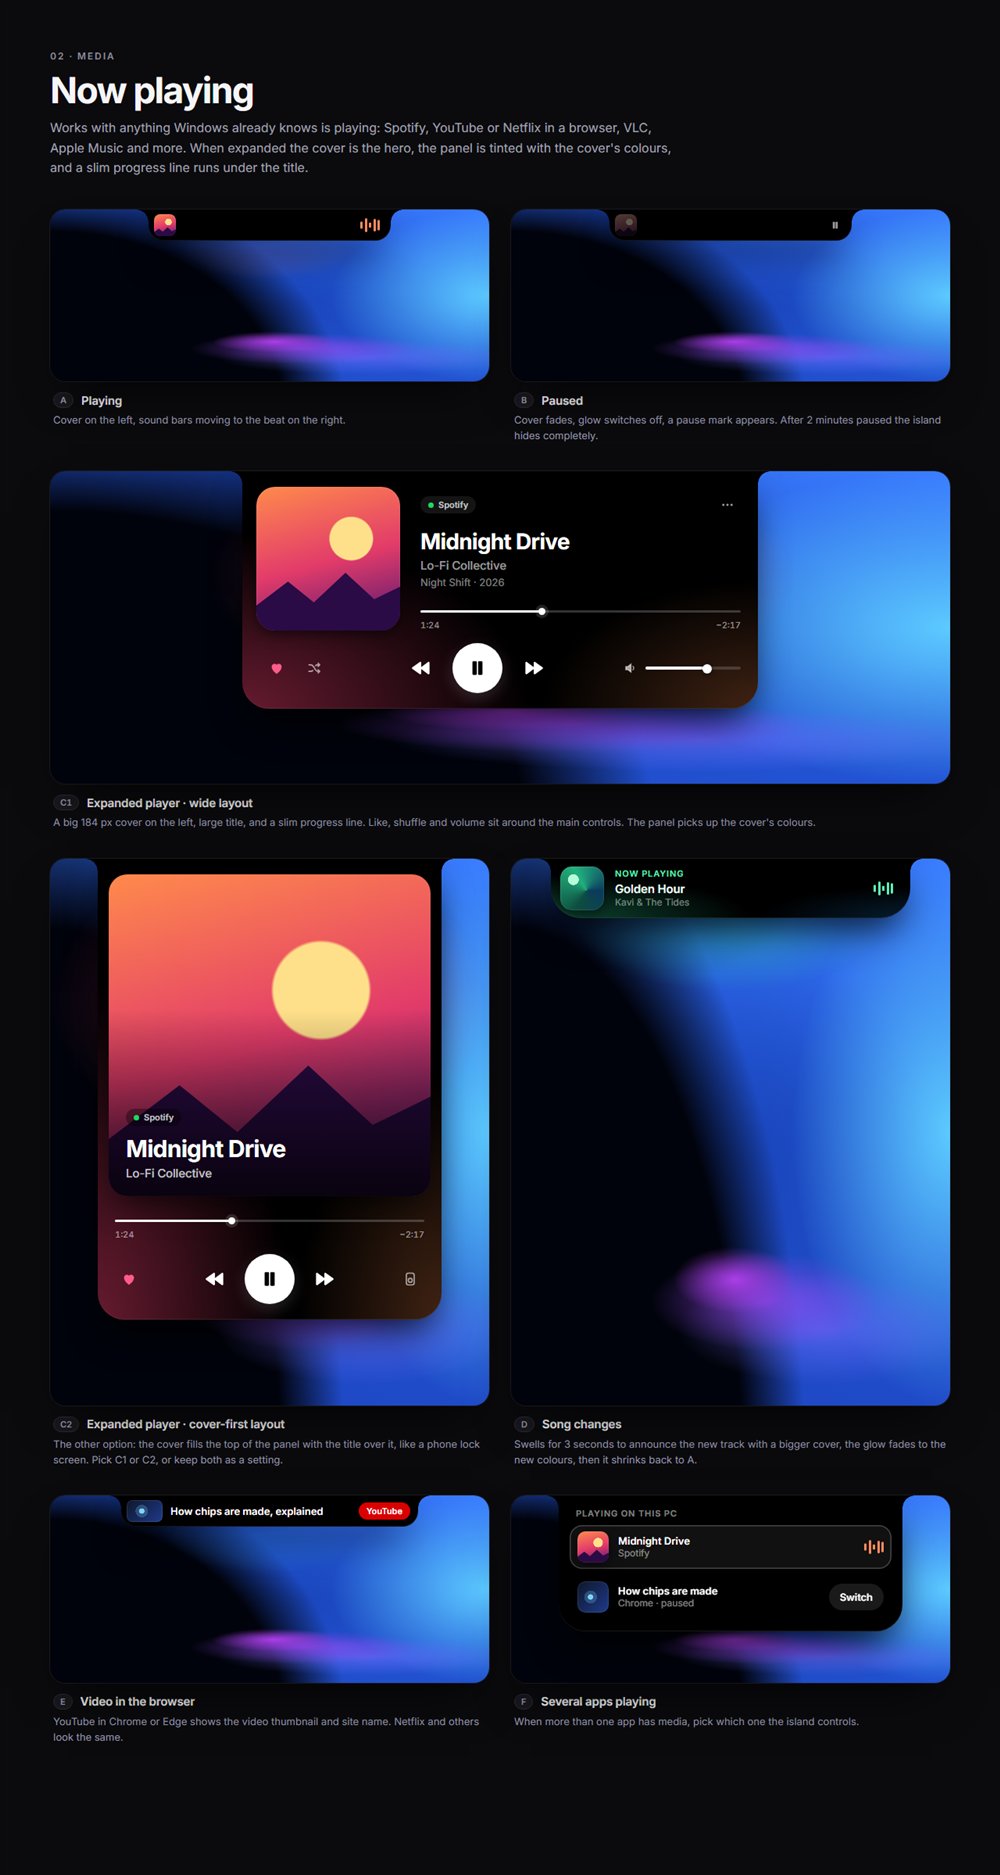 02 · MEDIA
Now playing
Works with anything Windows already knows is playing: Spotify, YouTube or Netflix in a browser, VLC,
Apple Music and more. When expanded the cover is the hero, the panel is tinted with the cover's colours,
and a slim progress line runs under the title.
A Playing
Cover on the left, sound bars moving to the beat on the right.
B Paused
Cover fades, glow switches off, a pause mark appears. After 2 minutes paused the island
hides completely.
Spotify
Midnight Drive
Lo-Fi Collective
Night Shift · 2026
1:24 −2:17
C1 Expanded player · wide layout
A big 184 px cover on the left, large title, and a slim progress line. Like, shuffle and volume sit around the main controls. The panel picks up the cover's colours.
Spotify
Midnight Drive
Lo-Fi Collective
1:24 −2:17
C2 Expanded player · cover-first layout
The other option: the cover fills the top of the panel with the title over it, like a phone lock
screen. Pick C1 or C2, or keep both as a setting.
NOW PLAYING
Golden Hour
Kavi & The Tides
D Song changes
Swells for 3 seconds to announce the new track with a bigger cover, the glow fades to the
new colours, then it shrinks back to A.
How chips are made, explained YouTube
E Video in the browser
YouTube in Chrome or Edge shows the video thumbnail and site name. Netflix and others
look the same.
PLAYING ON THIS PC
Midnight Drive
Spotify
How chips are made
Chrome · paused
Switch
F Several apps playing
When more than one app has media, pick which one the island controls.